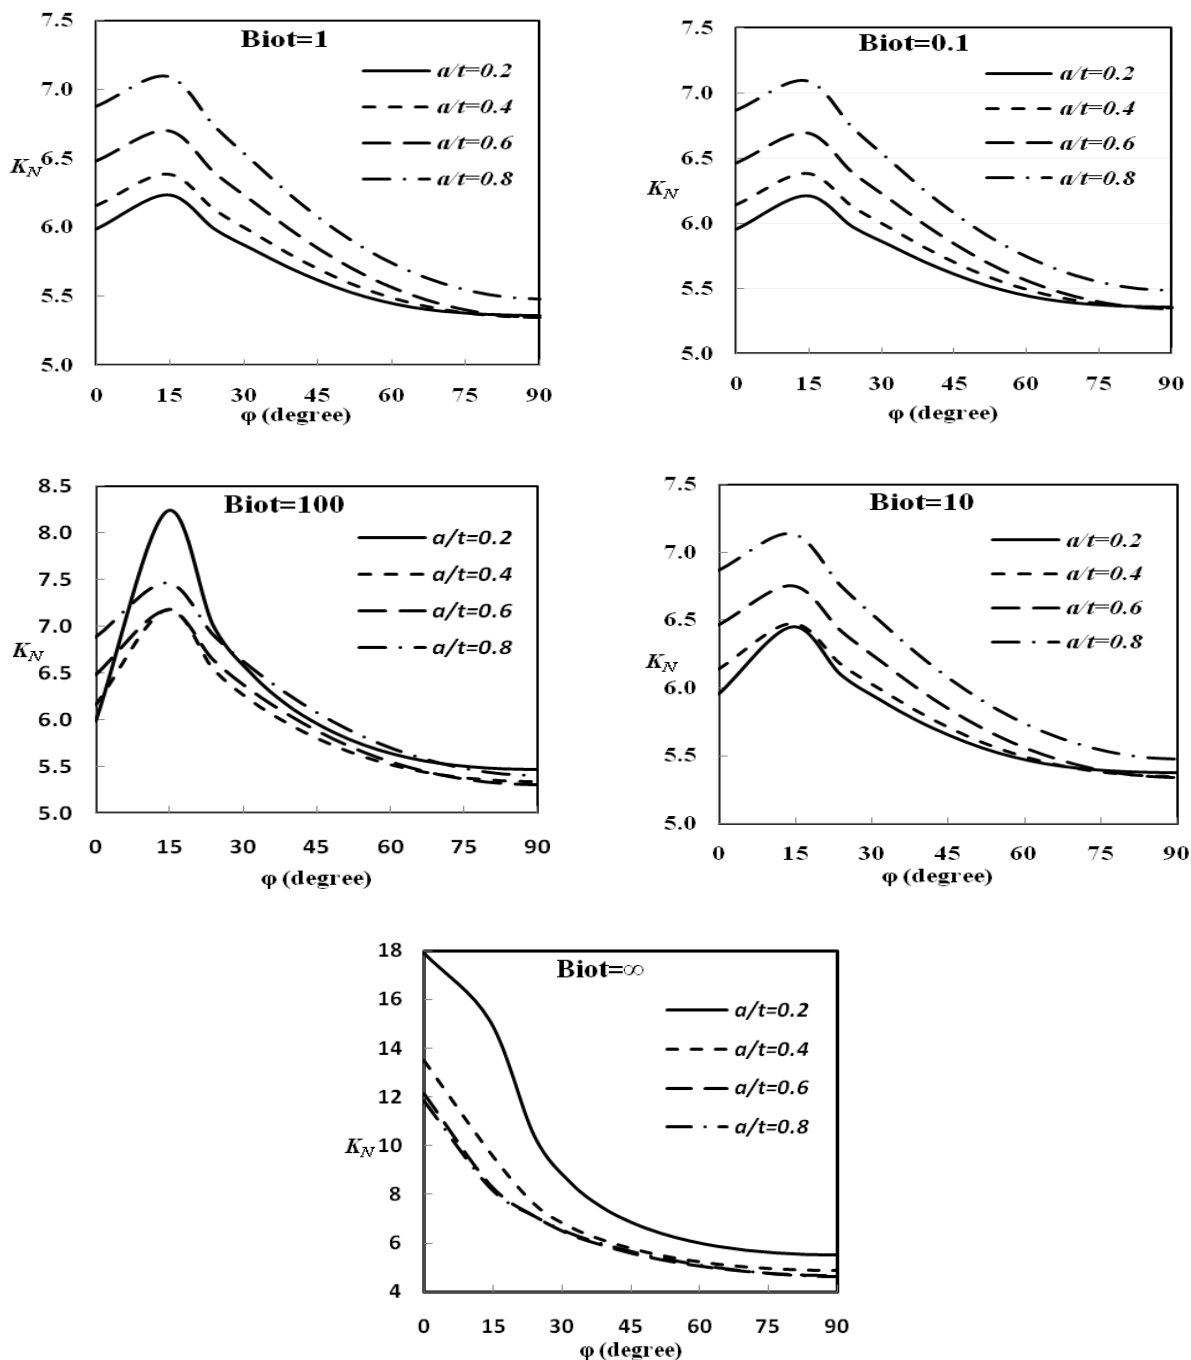 Biot=1
7.5
7.0
6.5
6.0
5.5
5.0
K_N
a/t=0.2
a/t=0.4
a/t=0.6
a/t=0.8
0 15 30 45 60 75 90
φ (degree)
Biot=0.1
7.5
7.0
6.5
6.0
5.5
5.0
K_N
a/t=0.2
a/t=0.4
a/t=0.6
a/t=0.8
0 15 30 45 60 75 90
φ (degree)
Biot=100
8.5
8.0
7.5
7.0
6.5
6.0
5.5
5.0
K_N
a/t=0.2
a/t=0.4
a/t=0.6
a/t=0.8
0 15 30 45 60 75 90
φ (degree)
Biot=10
7.5
7.0
6.5
6.0
5.5
5.0
K_N
a/t=0.2
a/t=0.4
a/t=0.6
a/t=0.8
0 15 30 45 60 75 90
φ (degree)
Biot=∞
18
16
14
12
10
8
6
4
K_N
a/t=0.2
a/t=0.4
a/t=0.6
a/t=0.8
0 15 30 45 60 75 90
φ (degree)